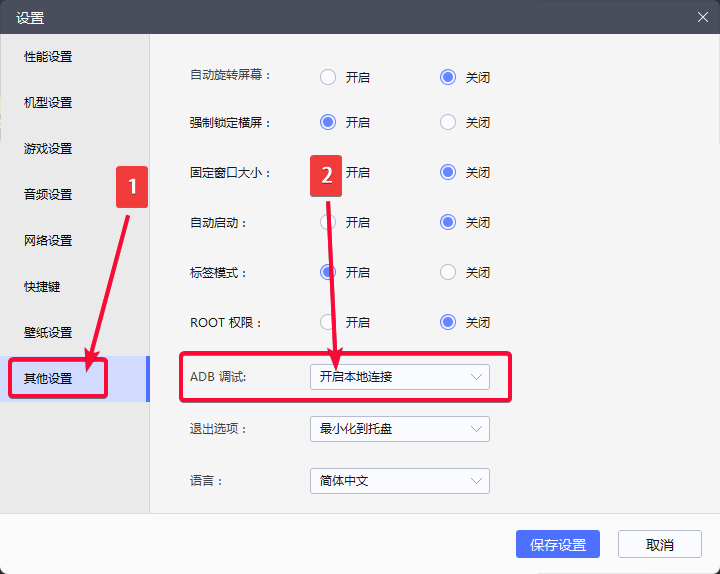 设置
性能设置
机型设置
游戏设置
音频设置
网络设置
快捷键
壁纸设置
其他设置
1
2
自动旋转屏幕： 开启 关闭
强制锁定横屏： 开启 关闭
固定窗口大小： 开启 关闭
自动启动： 开启 关闭
标签模式： 开启 关闭
ROOT 权限： 开启 关闭
ADB 调试: 开启本地连接
退出选项： 最小化到托盘
语言： 简体中文
保存设置 取消